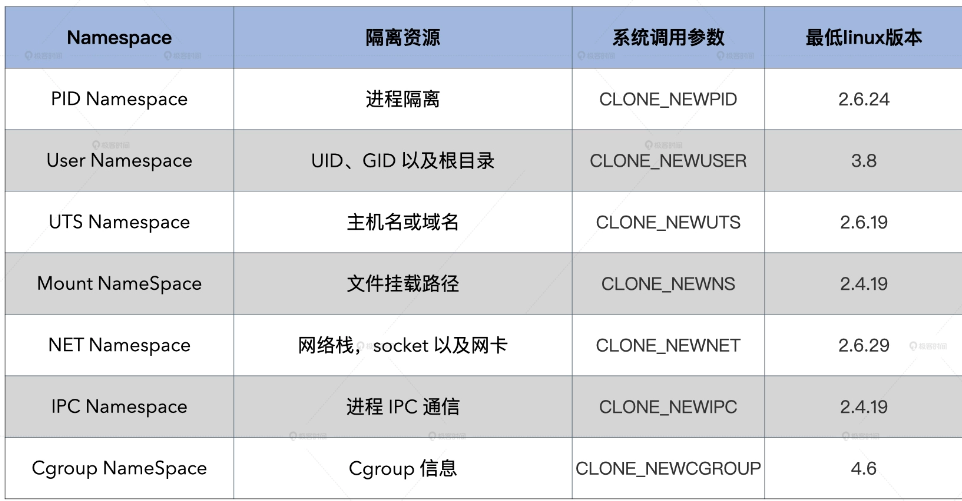 Namespace 隔离资源 系统调用参数 最低linux版本
PID Namespace 进程隔离 CLONE_NEWPID 2.6.24
User Namespace UID、GID 以及根目录 CLONE_NEWUSER 3.8
UTS Namespace 主机名或域名 CLONE_NEWUTS 2.6.19
Mount NameSpace 文件挂载路径 CLONE_NEWNS 2.4.19
NET Namespace 网络栈，socket 以及网卡 CLONE_NEWNET 2.6.29
IPC Namespace 进程 IPC 通信 CLONE_NEWIPC 2.4.19
Cgroup NameSpace Cgroup 信息 CLONE_NEWCGROUP 4.6